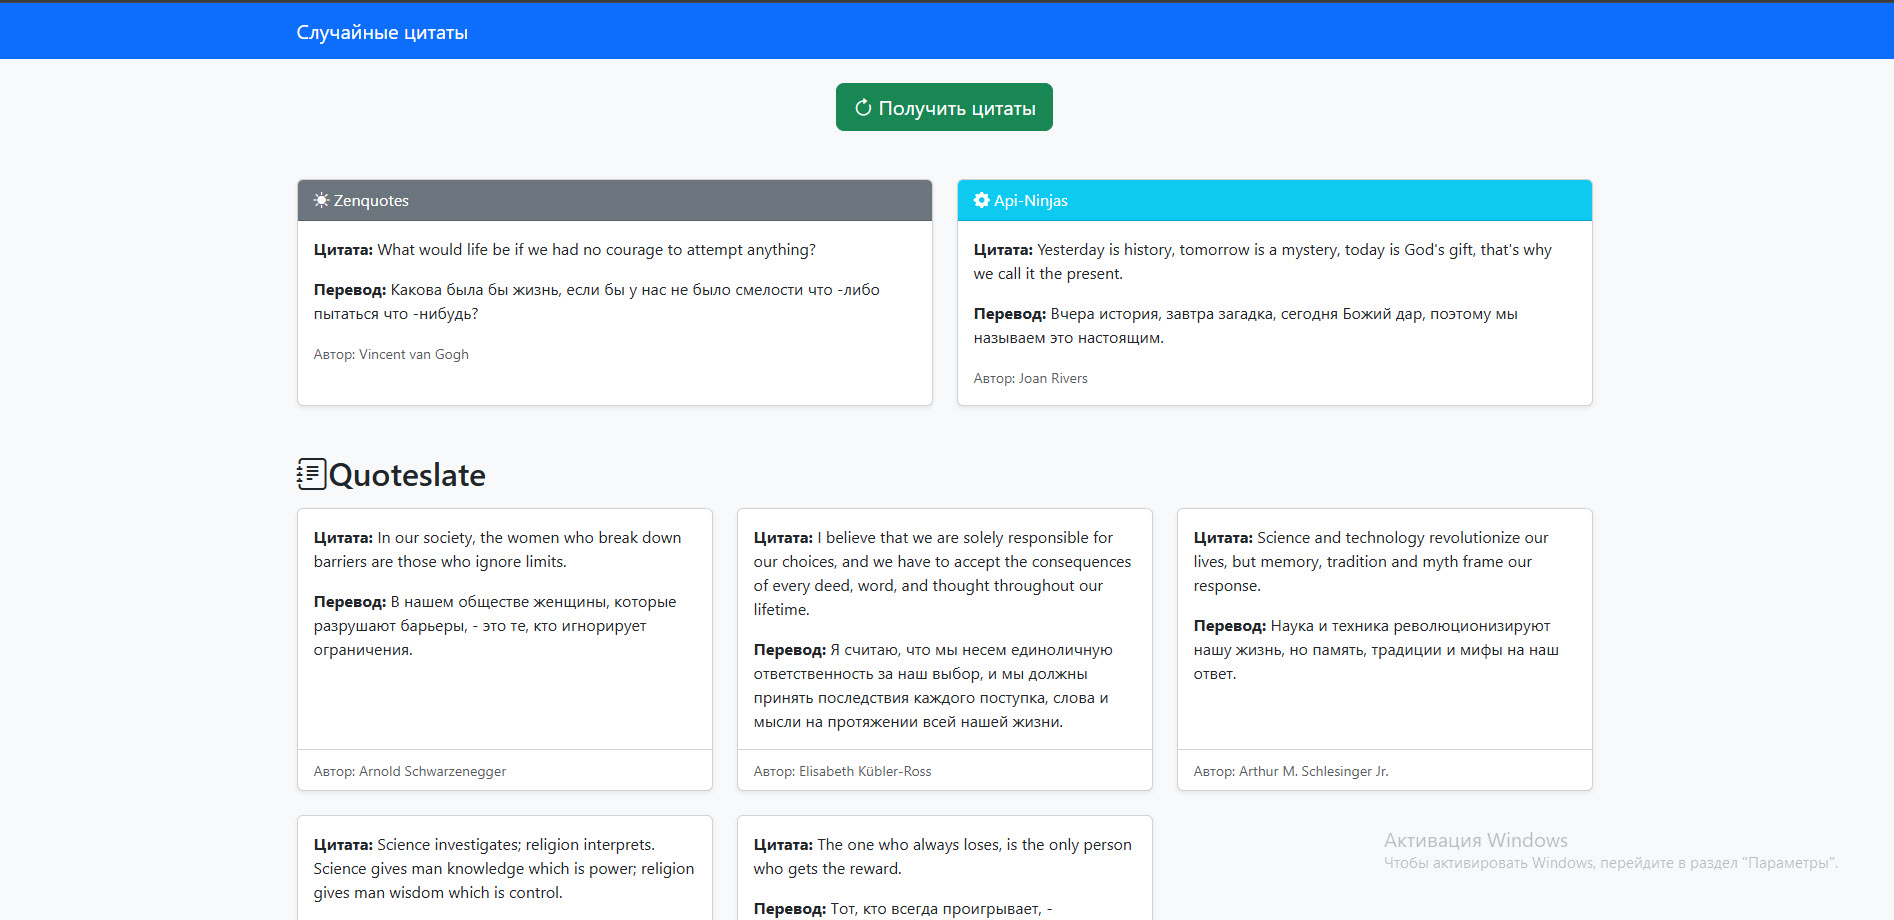 Случайные цитаты
Получить цитаты
Zenquotes
Цитата: What would life be if we had no courage to attempt anything?
Перевод: Какова была бы жизнь, если бы у нас не было смелости что -либо
пытаться что -нибудь?
Автор: Vincent van Gogh
Api-Ninjas
Цитата: Yesterday is history, tomorrow is a mystery, today is God's gift, that's why
we call it the present.
Перевод: Вчера история, завтра загадка, сегодня Божий дар, поэтому мы
называем это настоящим.
Автор: Joan Rivers
Quoteslate
Цитата: In our society, the women who break down
barriers are those who ignore limits.
Перевод: В нашем обществе женщины, которые
разрушают барьеры, - это те, кто игнорирует
ограничения.
Автор: Arnold Schwarzenegger
Цитата: I believe that we are solely responsible for
our choices, and we have to accept the consequences
of every deed, word, and thought throughout our
lifetime.
Перевод: Я считаю, что мы несем единоличную
ответственность за наш выбор, и мы должны
принять последствия каждого поступка, слова и
мысли на протяжении всей нашей жизни.
Автор: Elisabeth Kübler-Ross
Цитата: Science and technology revolutionize our
lives, but memory, tradition and myth frame our
response.
Перевод: Наука и техника революционизируют
нашу жизнь, но память, традиции и мифы на наш
ответ.
Автор: Arthur M. Schlesinger Jr.
Цитата: Science investigates; religion interprets.
Science gives man knowledge which is power; religion
gives man wisdom which is control.
Цитата: The one who always loses, is the only person
who gets the reward.
Перевод: Тот, кто всегда проигрывает, -
Активация Windows
Чтобы активировать Windows, перейдите в раздел "Параметры".